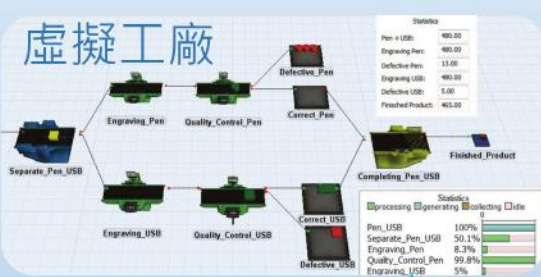 虛擬工廠
Statistics
Pen + USB: 480.00
Engraving Pen: 480.00
Defective Pen: 13.00
Engraving USB: 480.00
Defective USB: 5.00
Finished Product: 465.00
Defective_Pen
Engraving_Pen
Quality_Control_Pen
Correct_Pen
Separate_Pen_USB
Completing_Pen_USB
Finished_Product
Engraving_USB
Quality_Control_USB
Correct_USB
Defective_USB
Statistics
processing generating collecting idle
0
Pen_USB 100%
Separate_Pen_USB 50.1%
Engraving_Pen 8.3%
Quality_Control_Pen 99.8%
Engraving_USB 5%